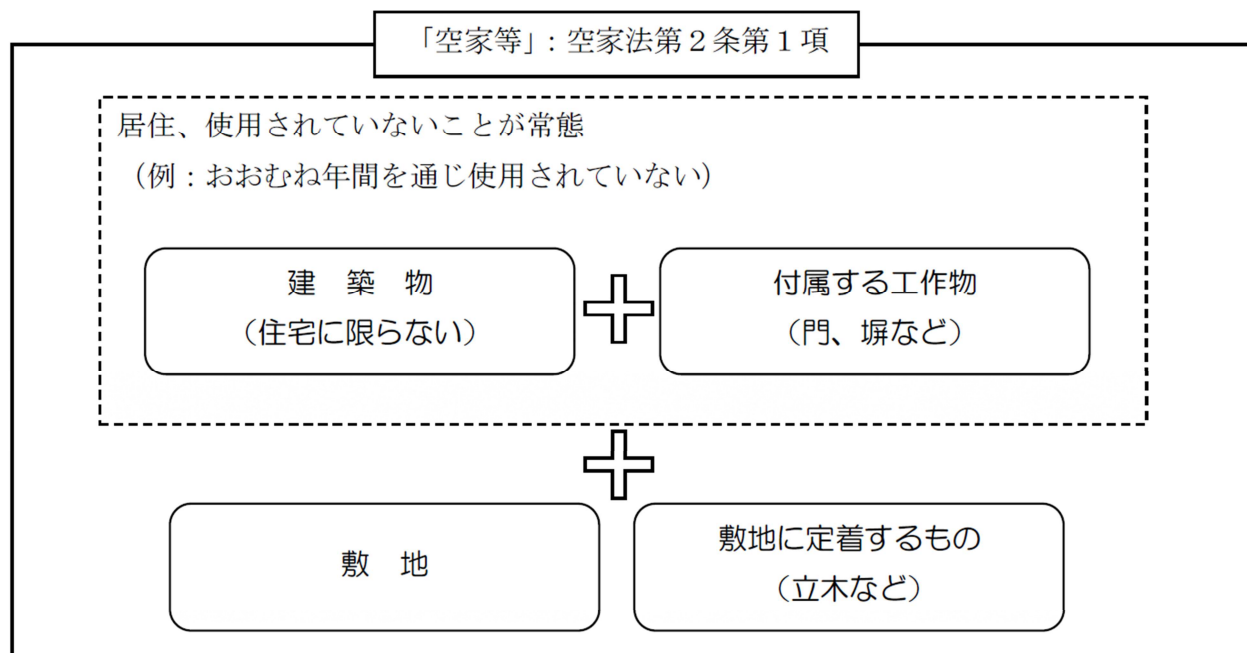 「空家等」：空家法第２条第１項
居住、使用されていないことが常態
（例：おおむね年間を通じ使用されていない）
建　築　物
（住宅に限らない）
付属する工作物
（門、塀など）
敷　地
敷地に定着するもの
（立木など）